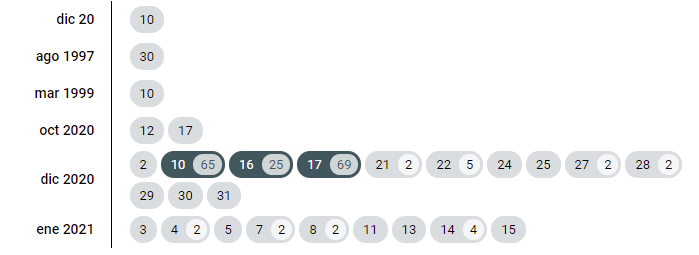 dic 20 10
ago 1997 30
mar 1999 10
oct 2020 12 17
2 10 65 16 25 17 69 21 2 22 5 24 25 27 2 28 2
dic 2020
29 30 31
ene 2021 3 4 2 5 7 2 8 2 11 13 14 4 15